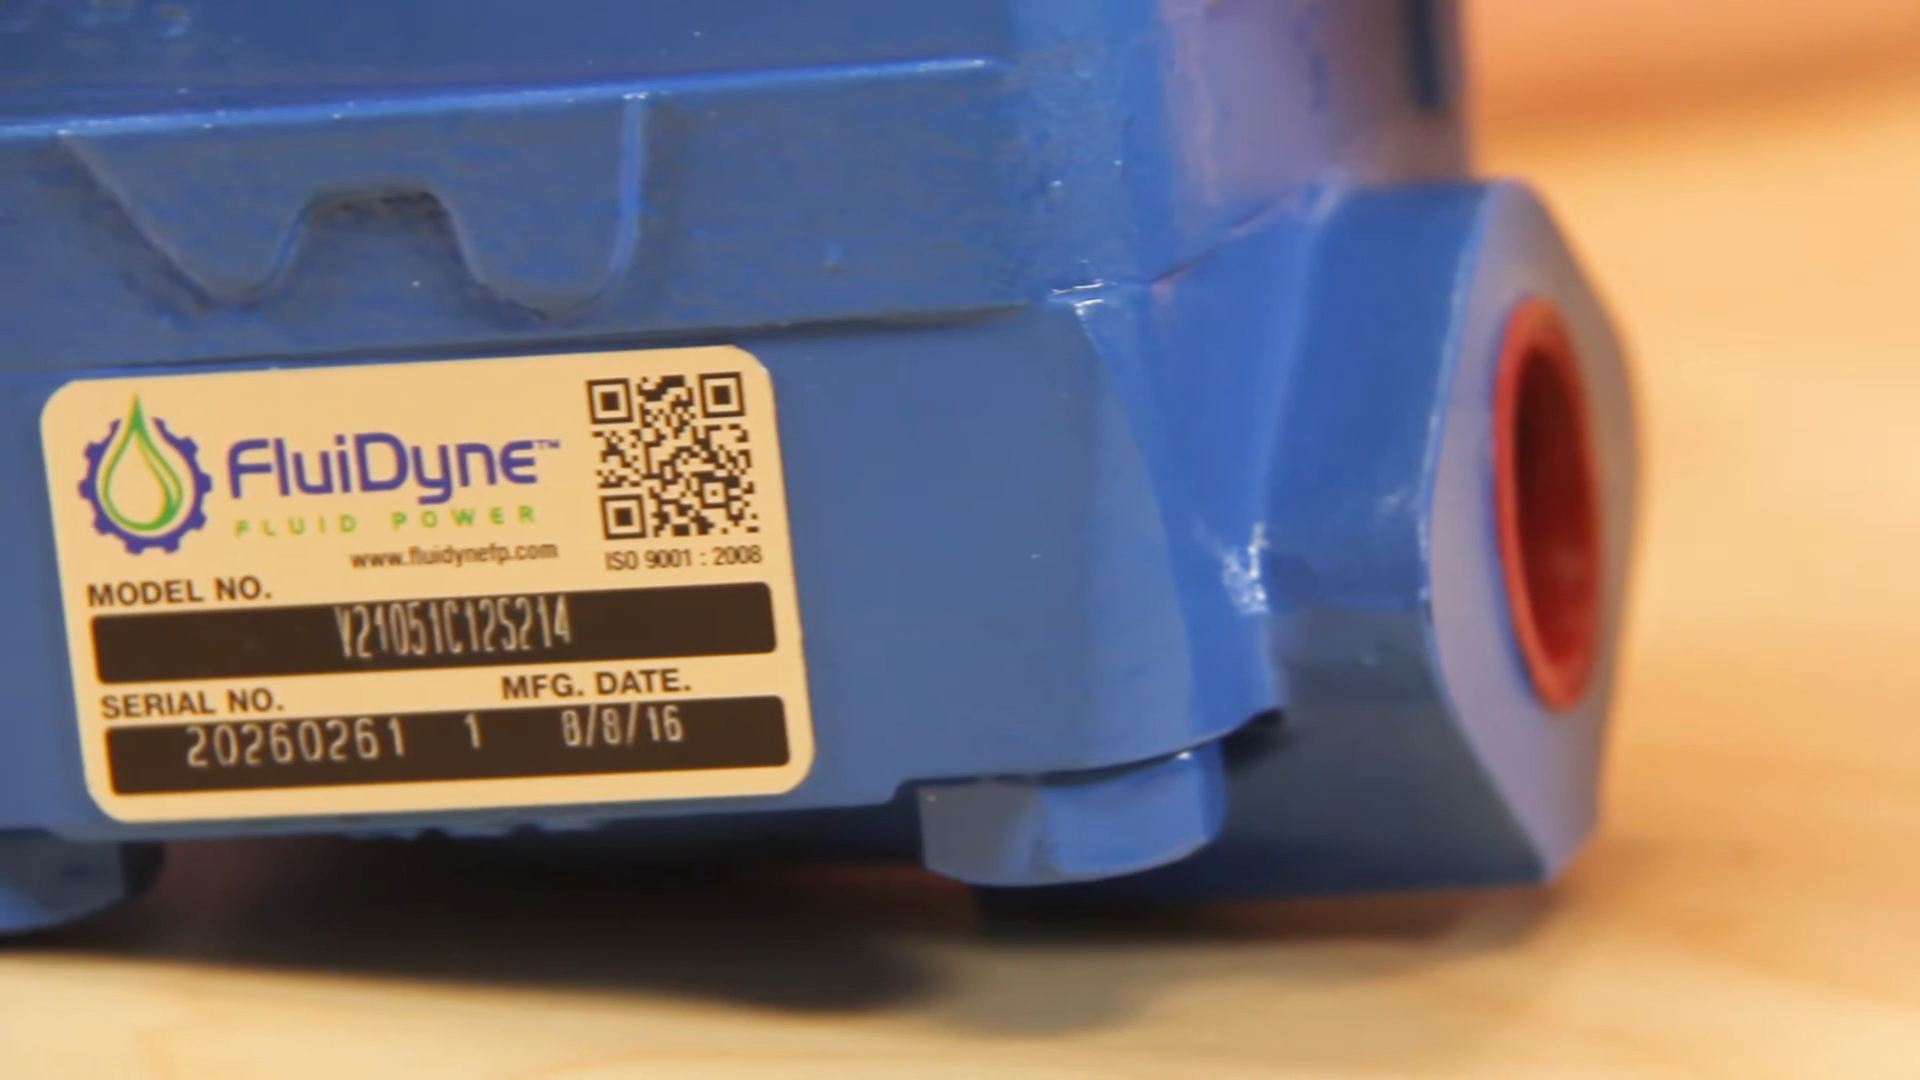 FluiDyne™
FLUID POWER
www.fluidynefp.com
ISO 9001 : 2008
MODEL NO.
V21051C12S214
SERIAL NO. MFG. DATE.
20260261 1 8/8/16